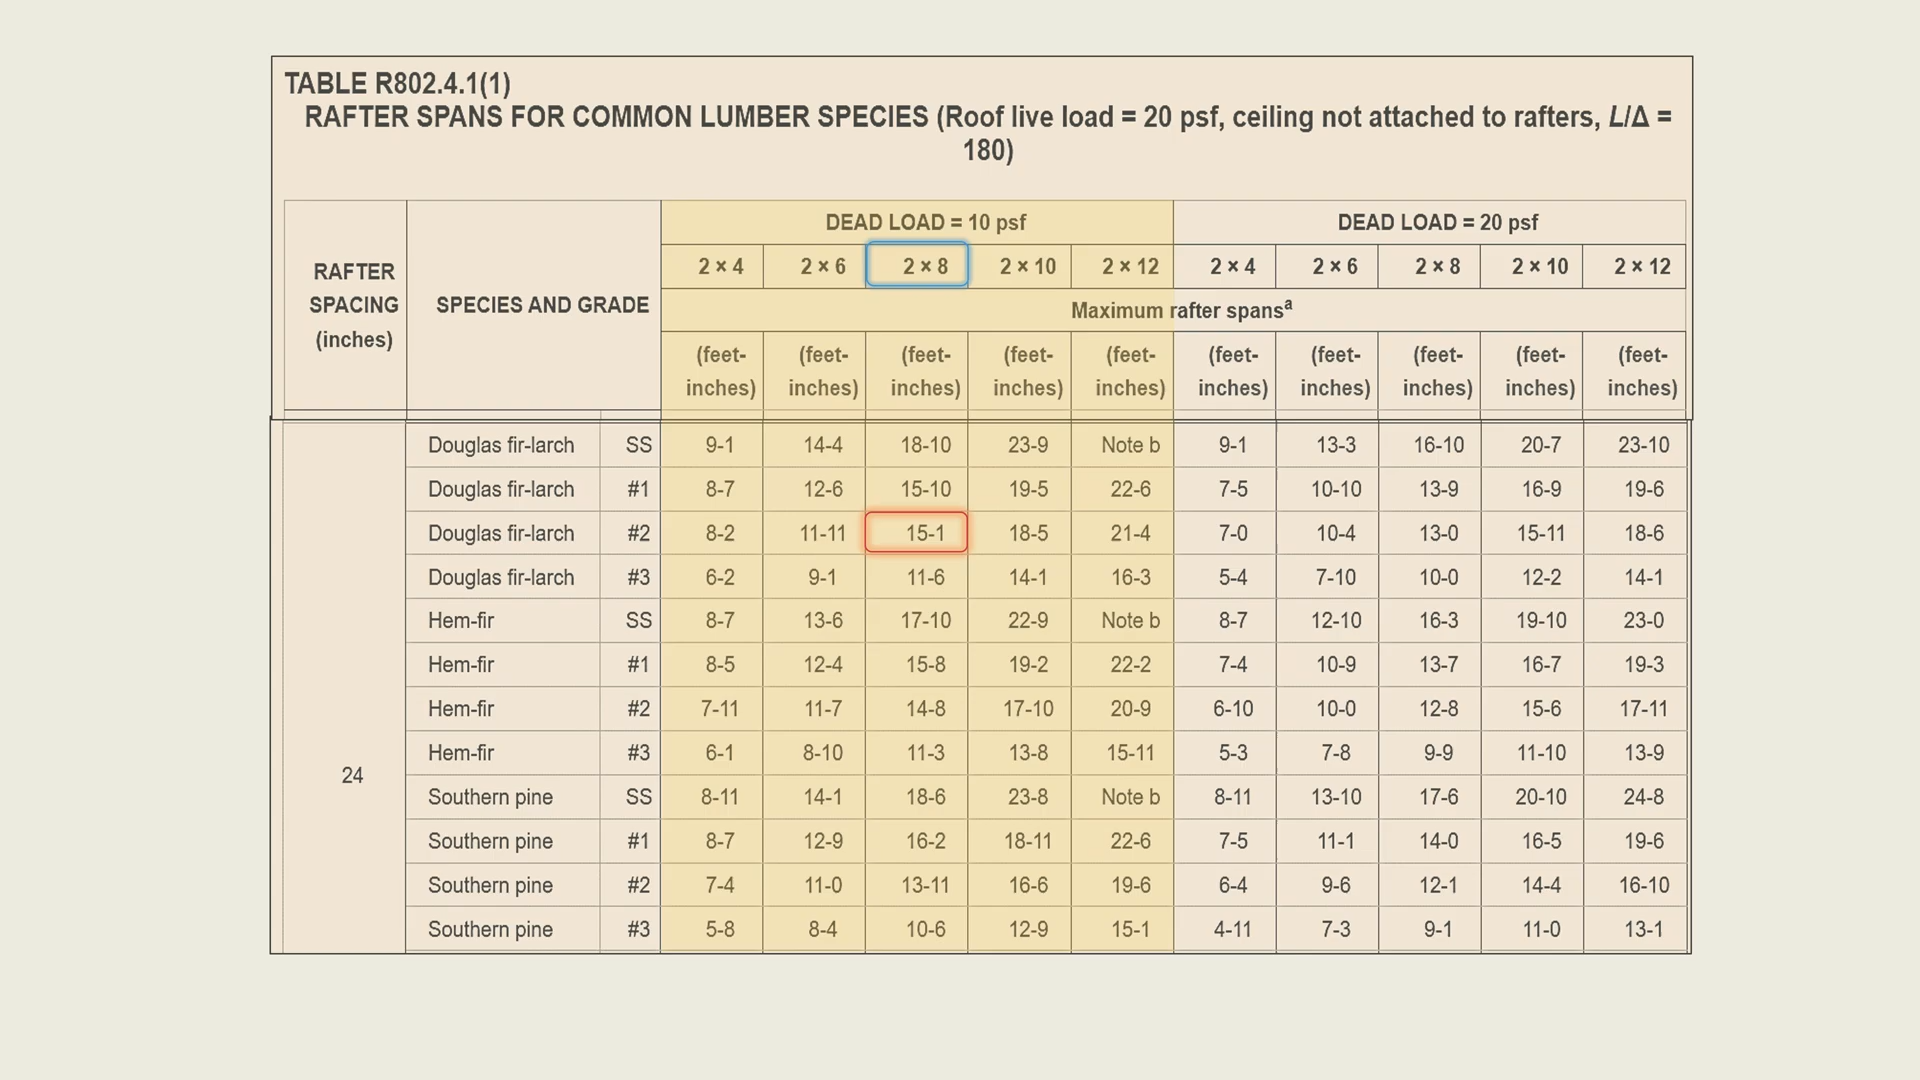 TABLE R802.4.1(1)
RAFTER SPANS FOR COMMON LUMBER SPECIES (Roof live load = 20 psf, ceiling not attached to rafters, L/Δ =
180)
RAFTER SPACING (inches) SPECIES AND GRADE DEAD LOAD = 10 psf DEAD LOAD = 20 psf
2 × 4 2 × 6 2 × 8 2 × 10 2 × 12 2 × 4 2 × 6 2 × 8 2 × 10 2 × 12
Maximum rafter spansᵃ
(feet- (feet- (feet- (feet- (feet- (feet- (feet- (feet- (feet- (feet-
inches) inches) inches) inches) inches) inches) inches) inches) inches) inches)
Douglas fir-larch SS 9-1 14-4 18-10 23-9 Note b 9-1 13-3 16-10 20-7 23-10
Douglas fir-larch #1 8-7 12-6 15-10 19-5 22-6 7-5 10-10 13-9 16-9 19-6
Douglas fir-larch #2 8-2 11-11 15-1 18-5 21-4 7-0 10-4 13-0 15-11 18-6
Douglas fir-larch #3 6-2 9-1 11-6 14-1 16-3 5-4 7-10 10-0 12-2 14-1
Hem-fir SS 8-7 13-6 17-10 22-9 Note b 8-7 12-10 16-3 19-10 23-0
Hem-fir #1 8-5 12-4 15-8 19-2 22-2 7-4 10-9 13-7 16-7 19-3
Hem-fir #2 7-11 11-7 14-8 17-10 20-9 6-10 10-0 12-8 15-6 17-11
Hem-fir #3 6-1 8-10 11-3 13-8 15-11 5-3 7-8 9-9 11-10 13-9
24
Southern pine SS 8-11 14-1 18-6 23-8 Note b 8-11 13-10 17-6 20-10 24-8
Southern pine #1 8-7 12-9 16-2 18-11 22-6 7-5 11-1 14-0 16-5 19-6
Southern pine #2 7-4 11-0 13-11 16-6 19-6 6-4 9-6 12-1 14-4 16-10
Southern pine #3 5-8 8-4 10-6 12-9 15-1 4-11 7-3 9-1 11-0 13-1